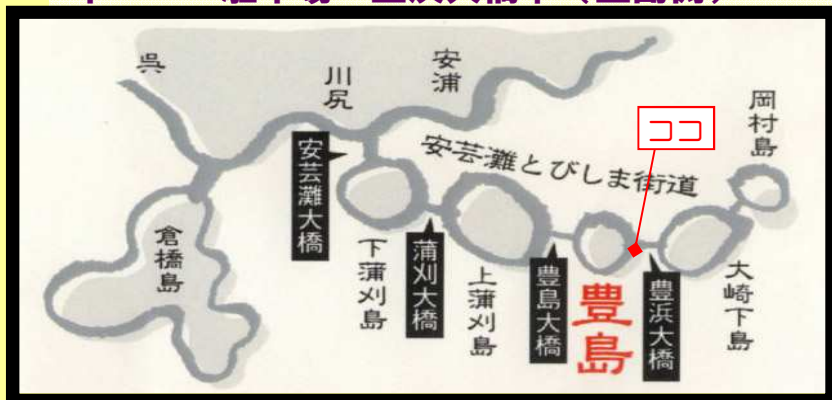 呉
川尻
安浦
ココ
岡村島
安芸灘とびしま街道
安芸灘大橋
倉橋島
下蒲刈島
蒲刈大橋
上蒲刈島
豊島大橋
豊島
豊浜大橋
大崎下島